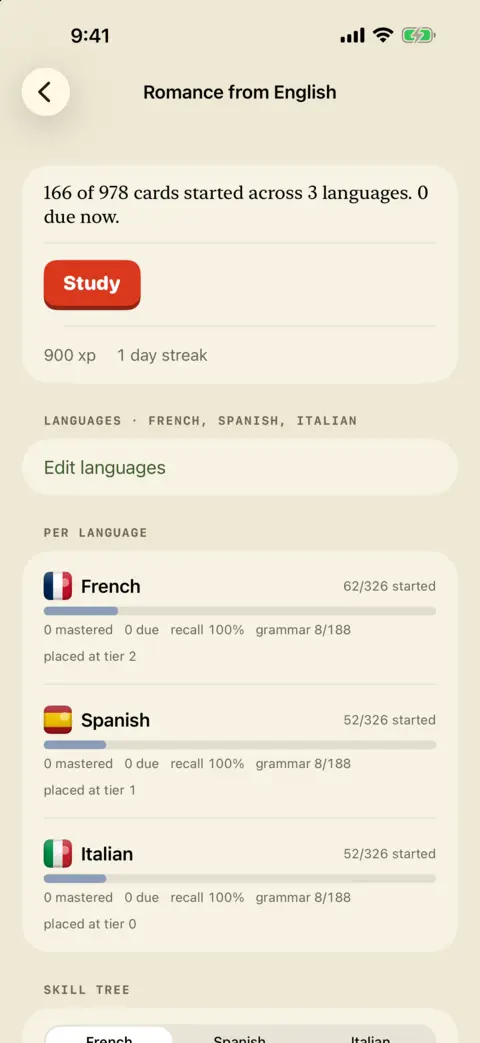 9:41
Romance from English
166 of 978 cards started across 3 languages. 0
due now.
Study
900 xp 1 day streak
LANGUAGES · FRENCH, SPANISH, ITALIAN
Edit languages
PER LANGUAGE
French 62/326 started
0 mastered 0 due recall 100% grammar 8/188
placed at tier 2
Spanish 52/326 started
0 mastered 0 due recall 100% grammar 8/188
placed at tier 1
Italian 52/326 started
0 mastered 0 due recall 100% grammar 8/188
placed at tier 0
SKILL TREE
French Spanish Italian